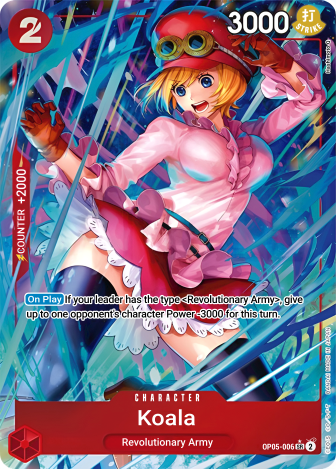 2
3000
打
STRIKE
COUNTER +2000
On Play If your leader has the type <Revolutionary Army>, give
up to one opponent's character Power -3000 for this turn.
CHARACTER
Koala
Revolutionary Army
OP05-006 SR 2